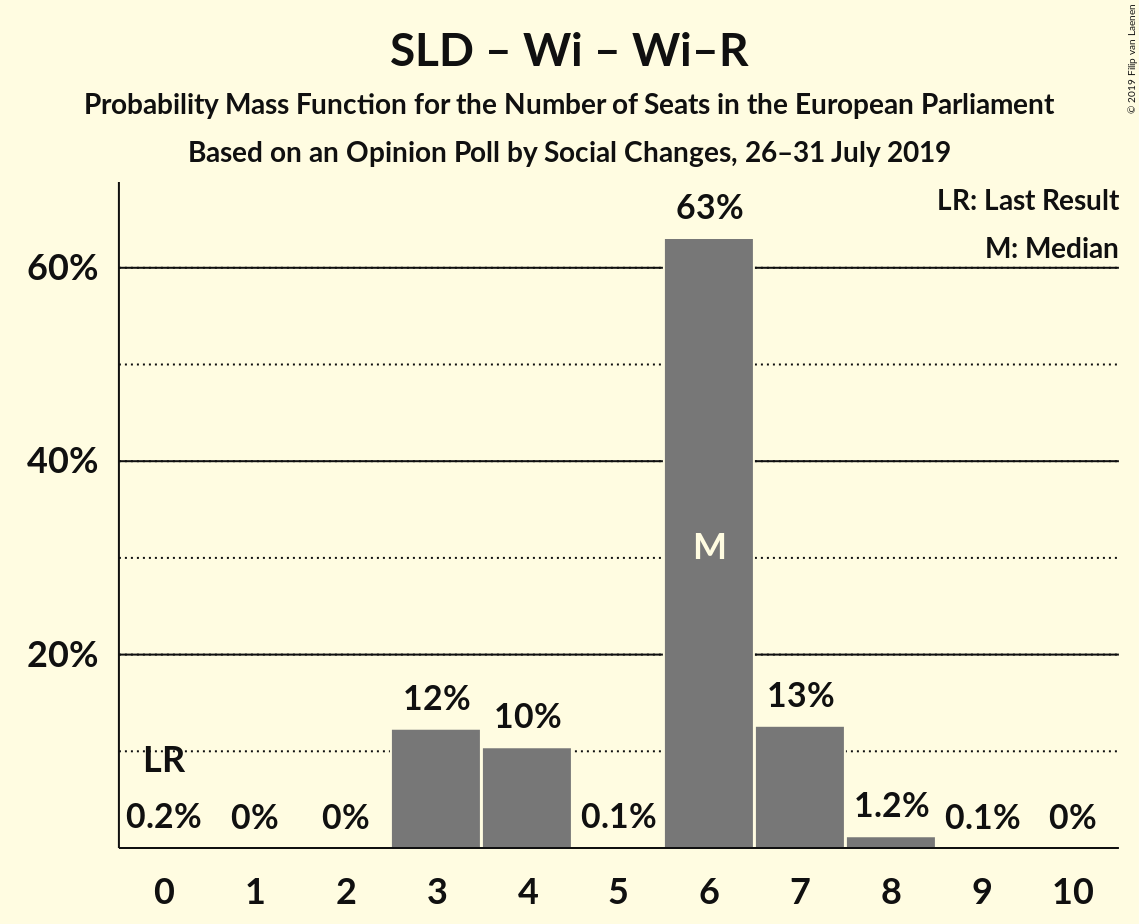 SLD – Wi – Wi–R
Probability Mass Function for the Number of Seats in the European Parliament
Based on an Opinion Poll by Social Changes, 26–31 July 2019
© 2019 Filip van Laenen
LR: Last Result
M: Median
60%
40%
20%
LR
0.2%
0%
0%
12%
10%
0.1%
63%
M
13%
1.2%
0.1%
0%
0 1 2 3 4 5 6 7 8 9 10